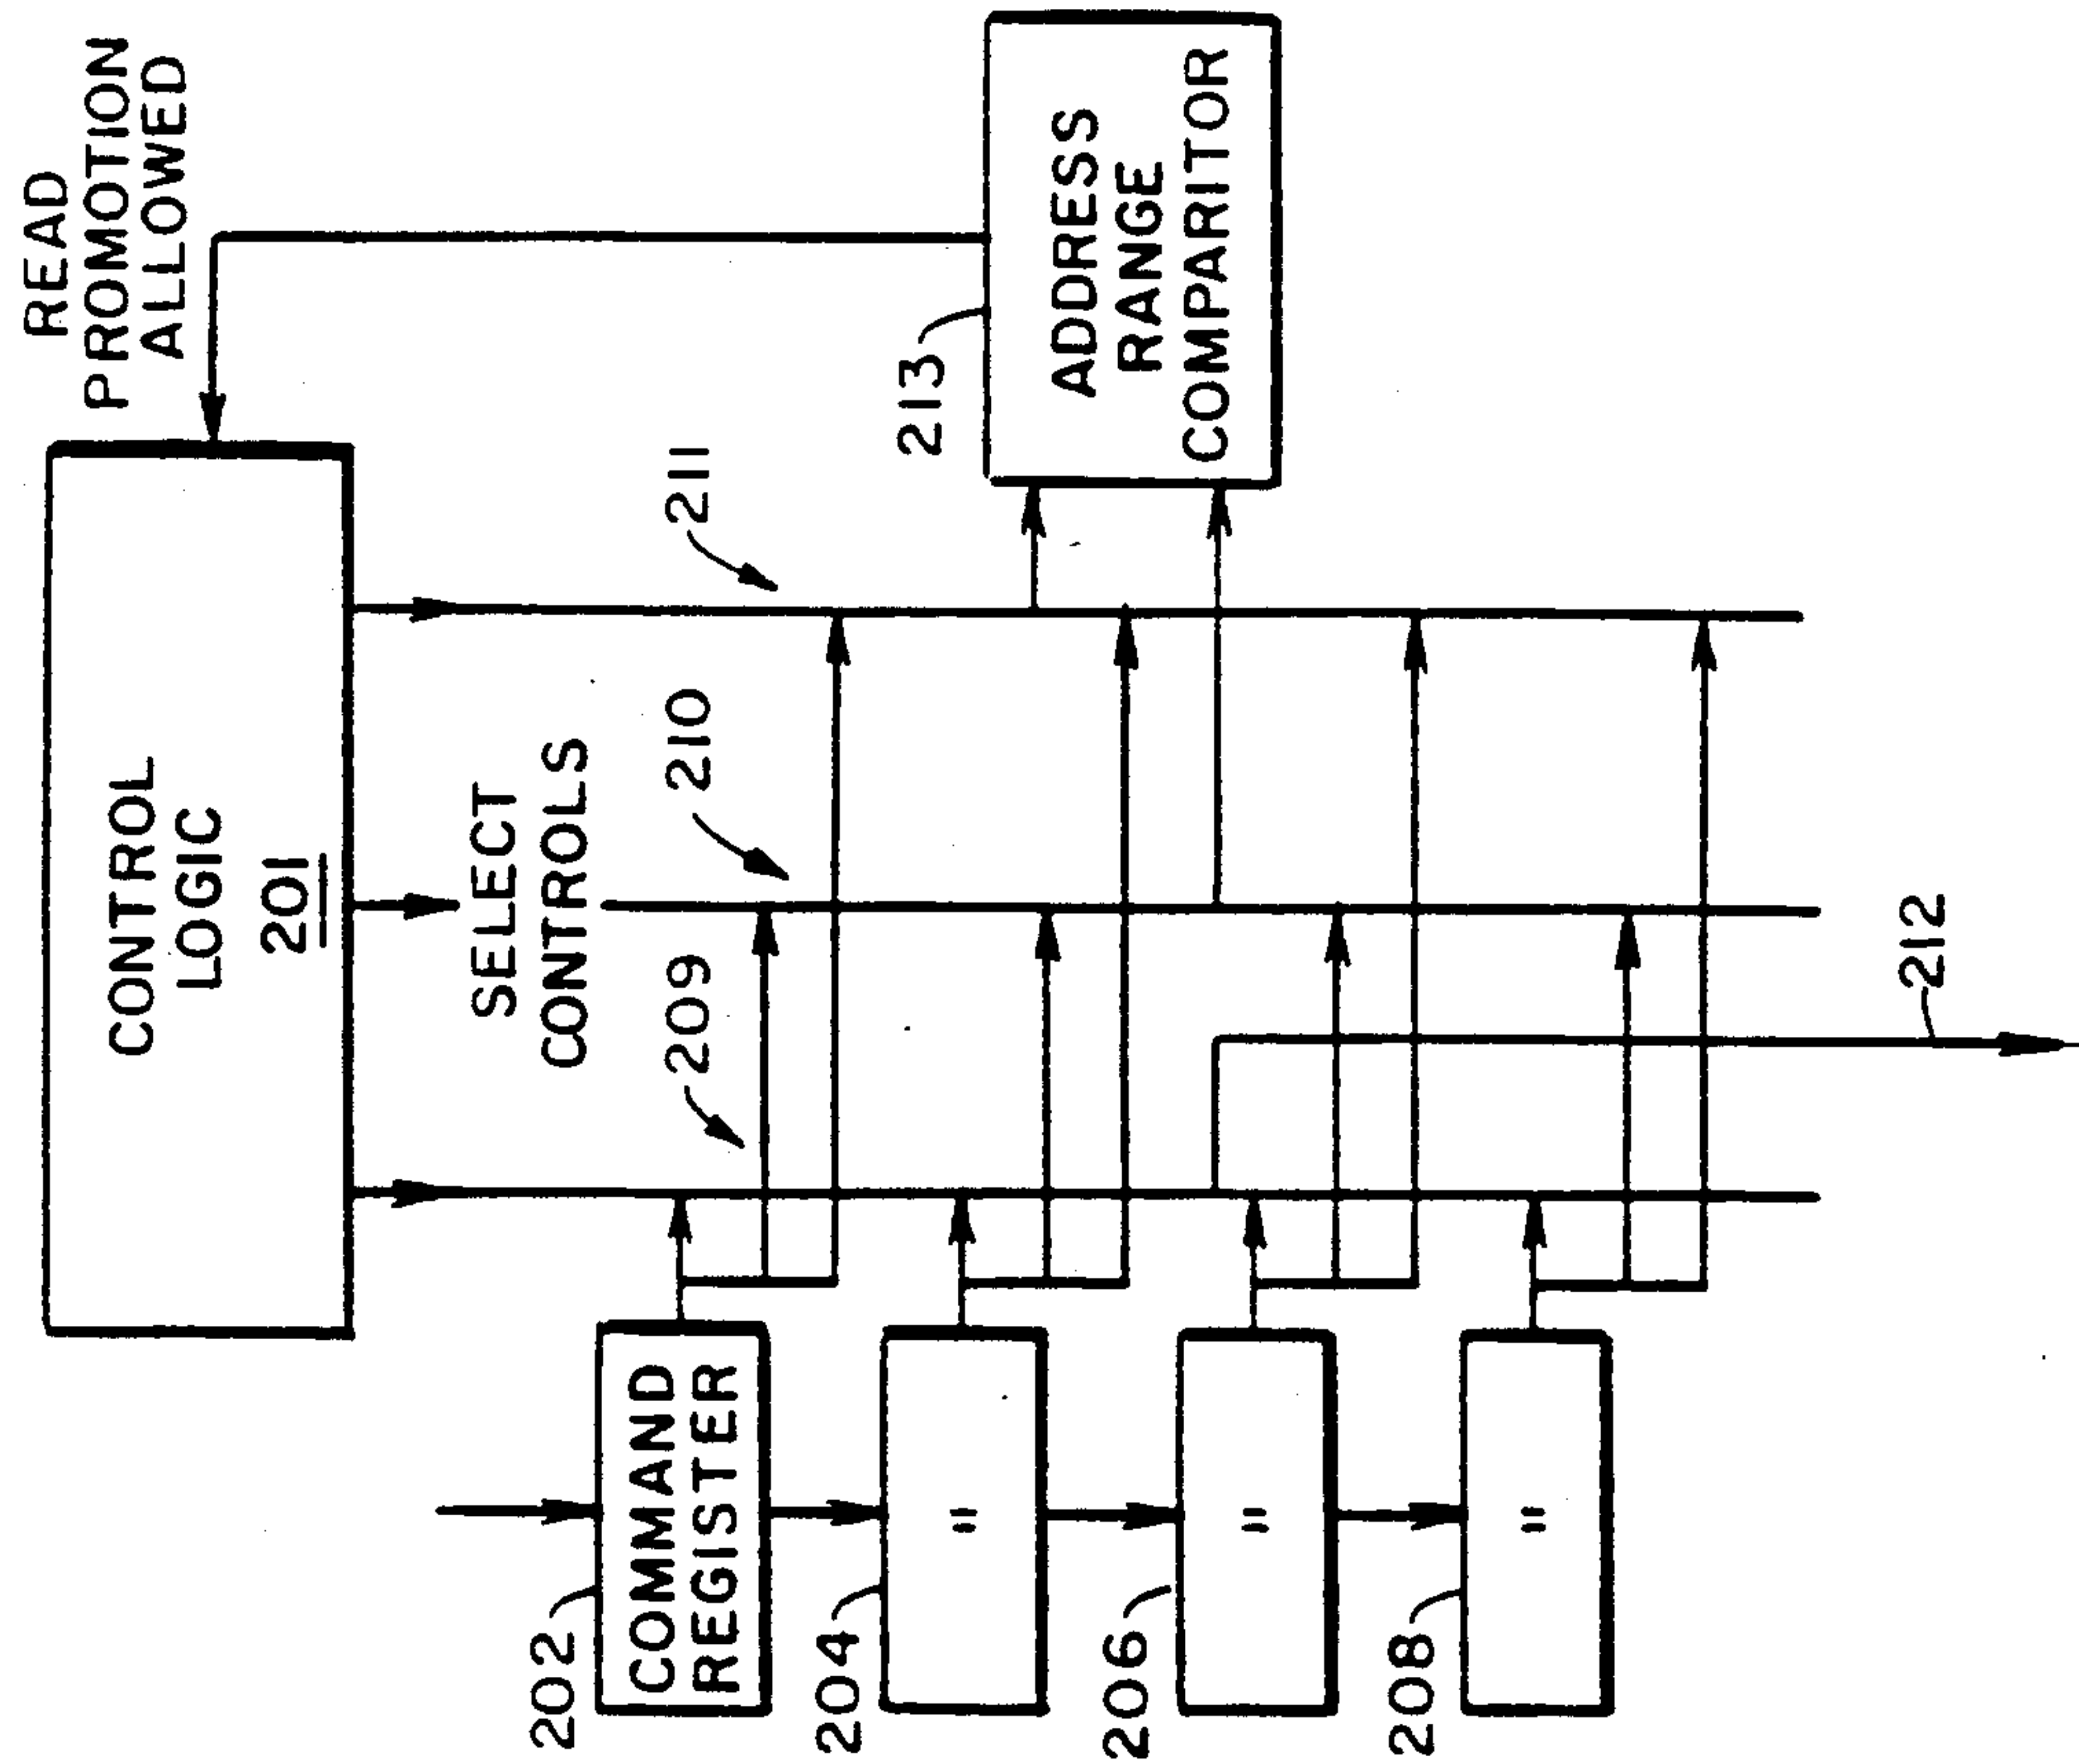 READ
PROMOTION
ALLOWED
CONTROL
LOGIC
201
SELECT
CONTROLS
209
210
211
213
ADDRESS
RANGE
COMPARITOR
202
COMMAND
REGISTER
204
"
206
"
208
"
212